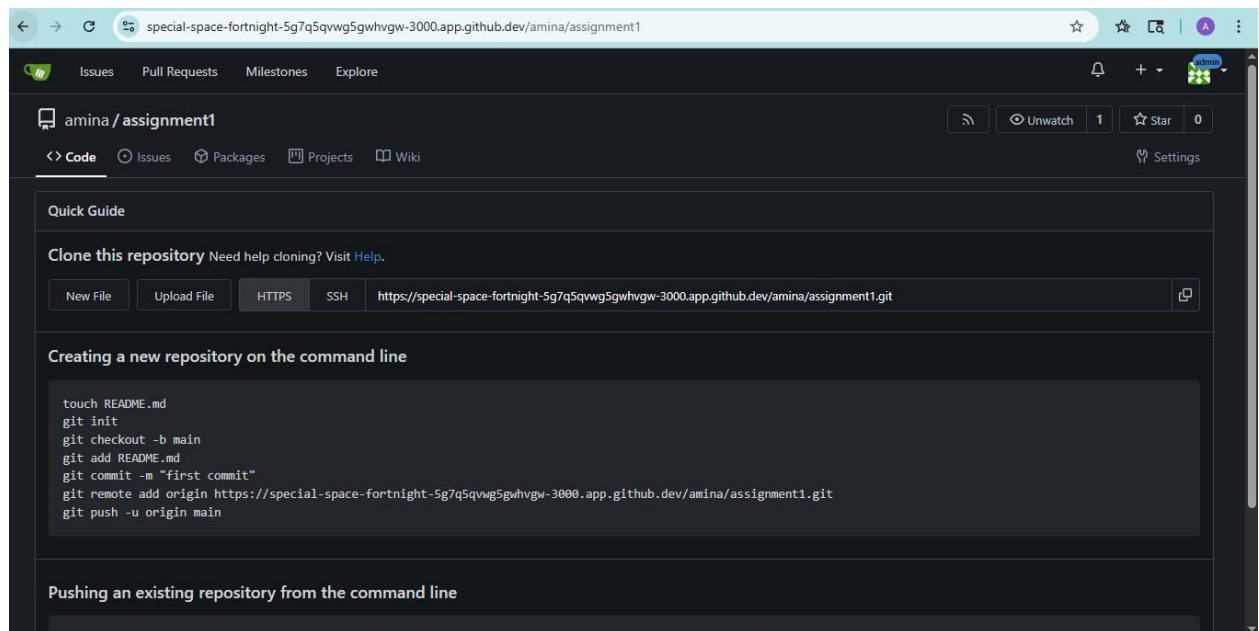 special-space-fortnight-5g7q5qvwg5gwhvgw-3000.app.github.dev/amina/assignment1
A
Issues Pull Requests Milestones Explore
admin
amina / assignment1
Unwatch 1 Star 0
<> Code Issues Packages Projects Wiki Settings
Quick Guide
Clone this repository Need help cloning? Visit Help.
New File Upload File HTTPS SSH https://special-space-fortnight-5g7q5qvwg5gwhvgw-3000.app.github.dev/amina/assignment1.git
Creating a new repository on the command line
touch README.md
git init
git checkout -b main
git add README.md
git commit -m "first commit"
git remote add origin https://special-space-fortnight-5g7q5qvwg5gwhvgw-3000.app.github.dev/amina/assignment1.git
git push -u origin main
Pushing an existing repository from the command line